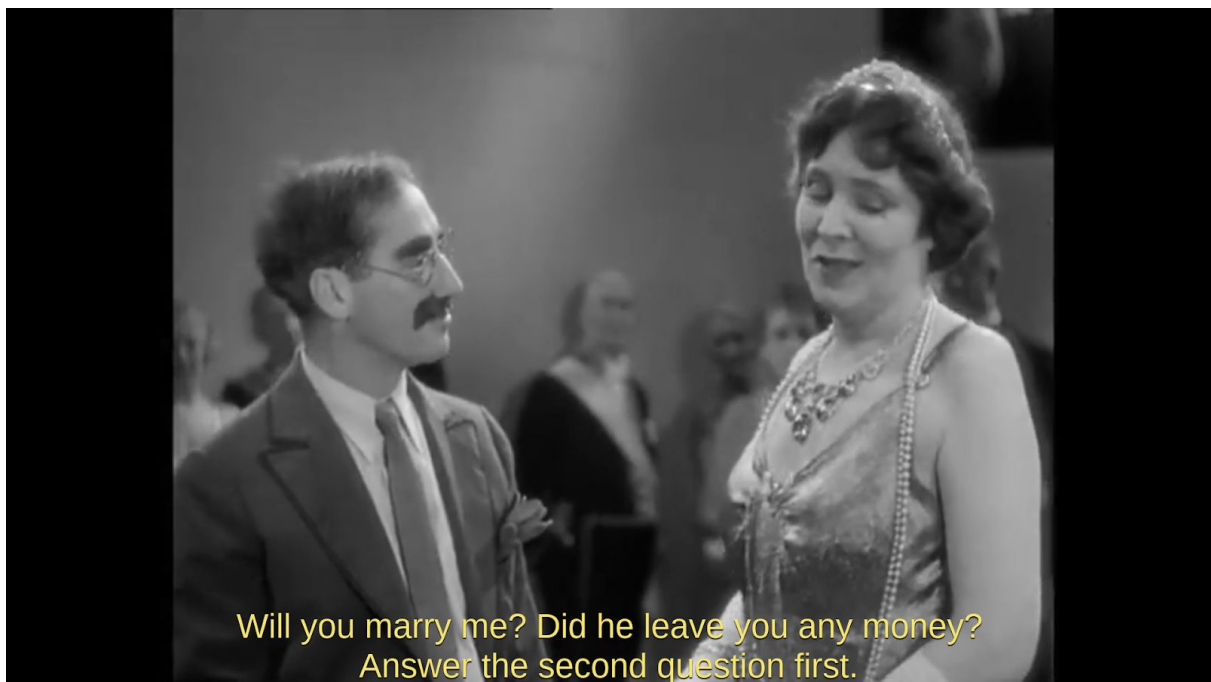 Will you marry me? Did he leave you any money?
Answer the second question first.